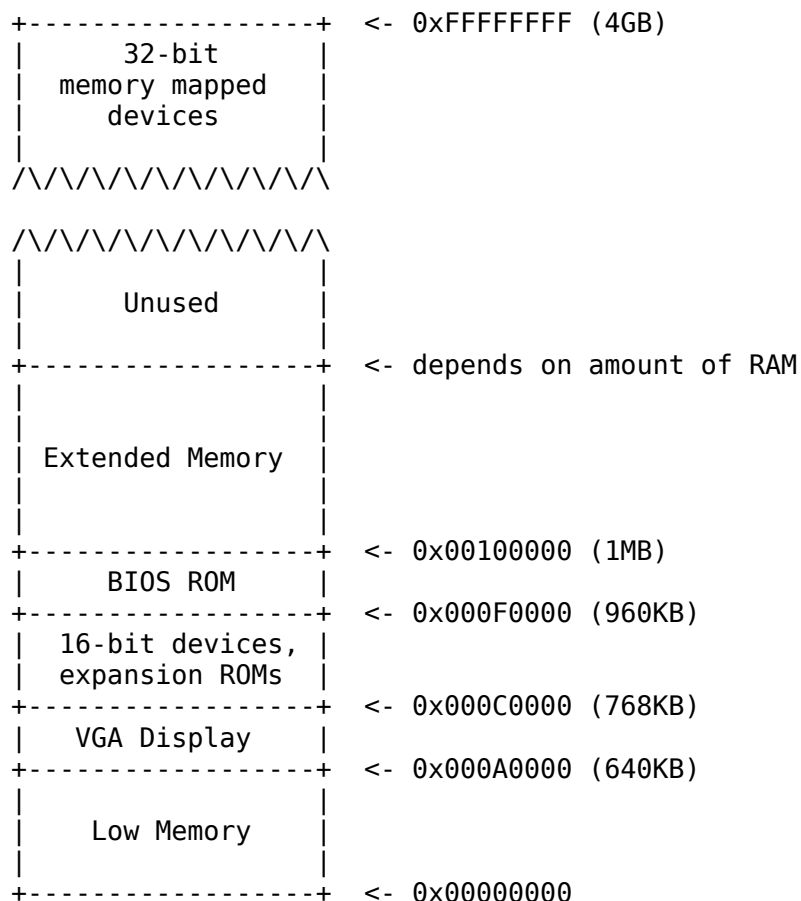 +------------------+  <- 0xFFFFFFFF (4GB)
|      32-bit      |
|  memory mapped   |
|     devices      |
|                  |
/\/\/\/\/\/\/\/\/\/\

/\/\/\/\/\/\/\/\/\/\
|                  |
|      Unused      |
|                  |
+------------------+  <- depends on amount of RAM
|                  |
|                  |
| Extended Memory  |
|                  |
|                  |
+------------------+  <- 0x00100000 (1MB)
|     BIOS ROM     |
+------------------+  <- 0x000F0000 (960KB)
|  16-bit devices, |
|  expansion ROMs  |
+------------------+  <- 0x000C0000 (768KB)
|   VGA Display    |
+------------------+  <- 0x000A0000 (640KB)
|                  |
|    Low Memory    |
|                  |
+------------------+  <- 0x00000000